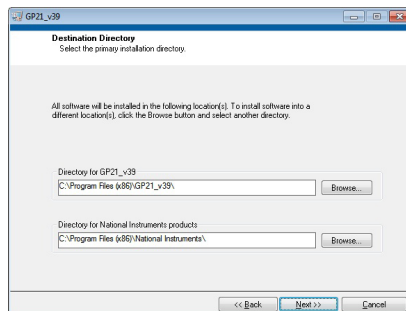 GP21_v39
Destination Directory
Select the primary installation directory.
All software will be installed in the following location(s). To install software into a
different location(s), click the Browse button and select another directory.
Directory for GP21_v39
C:\Program Files (x86)\GP21_v39\
Browse...
Directory for National Instruments products
C:\Program Files (x86)\National Instruments\
Browse...
<< Back
Next >>
Cancel